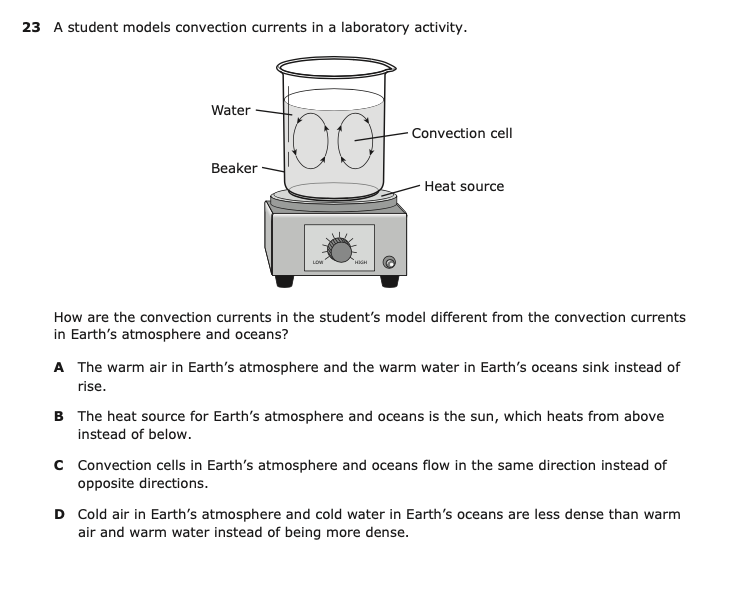 23 A student models convection currents in a laboratory activity.
Water
Convection cell
Beaker
Heat source
LOW
HIGH
How are the convection currents in the student’s model different from the convection currents
in Earth’s atmosphere and oceans?
A The warm air in Earth’s atmosphere and the warm water in Earth’s oceans sink instead of
rise.
B The heat source for Earth’s atmosphere and oceans is the sun, which heats from above
instead of below.
C Convection cells in Earth’s atmosphere and oceans flow in the same direction instead of
opposite directions.
D Cold air in Earth’s atmosphere and cold water in Earth’s oceans are less dense than warm
air and warm water instead of being more dense.